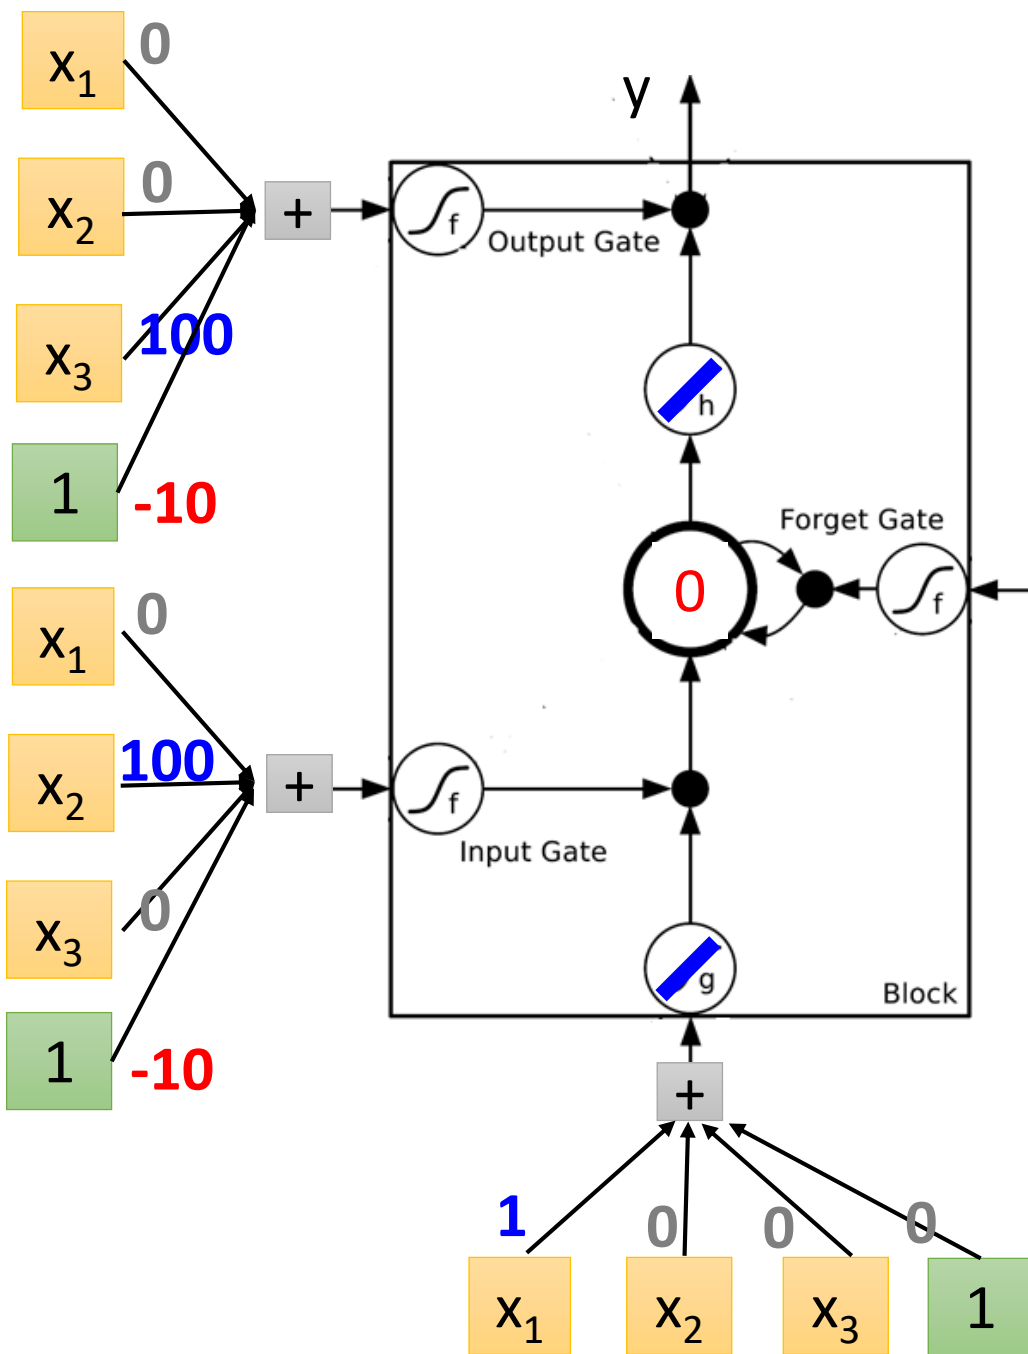 x₁ 0
y
x₂ 0
+ f
Output Gate
x₃ 100
h
1 -10
Forget Gate
0 f
x₁ 0
x₂ 100
+ f
Input Gate
x₃ 0
g
Block
1 -10
+
1 0 0 0
x₁ x₂ x₃ 1